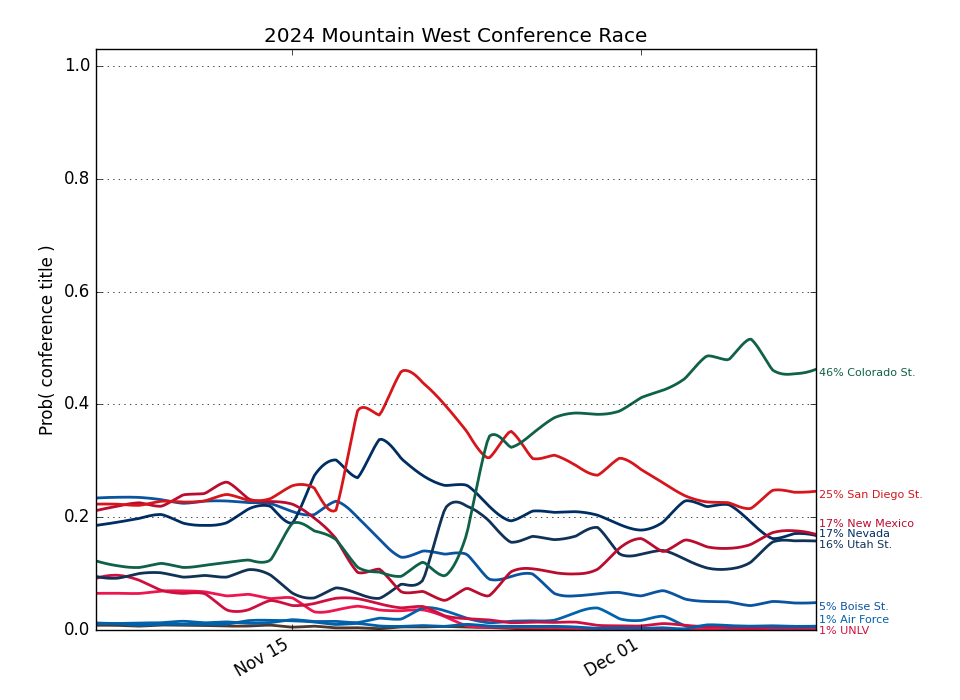 2024 Mountain West Conference Race
Prob( conference title )
1.0
0.8
0.6
0.4
0.2
0.0
Nov 15
Dec 01
46% Colorado St.
25% San Diego St.
17% New Mexico
17% Nevada
16% Utah St.
5% Boise St.
1% Air Force
1% UNLV